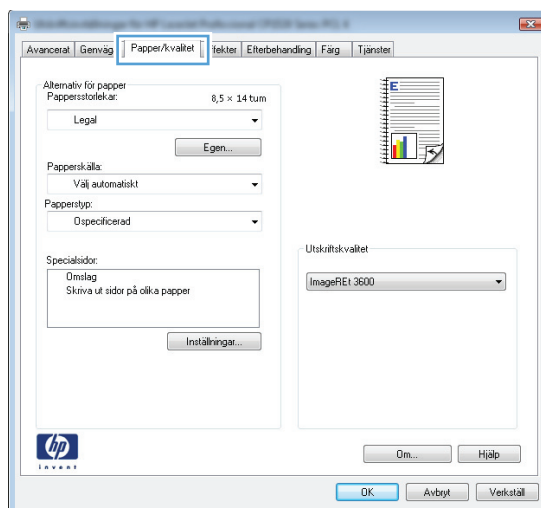 Avancerat Genväg Papper/kvalitet ffekter Efterbehandling Färg Tjänster
Alternativ för papper
Pappersstorlekar: 8,5 × 14 tum
Legal
Egen...
Papperskälla:
Välj automatiskt
Papperstyp:
Ospecificerad
Specialsidor:
Omslag
Skriva ut sidor på olika papper
Inställningar...
E
Utskriftskvalitet
ImageREt 3600
hp
invent
Om... Hjälp
OK Avbryt Verkställ